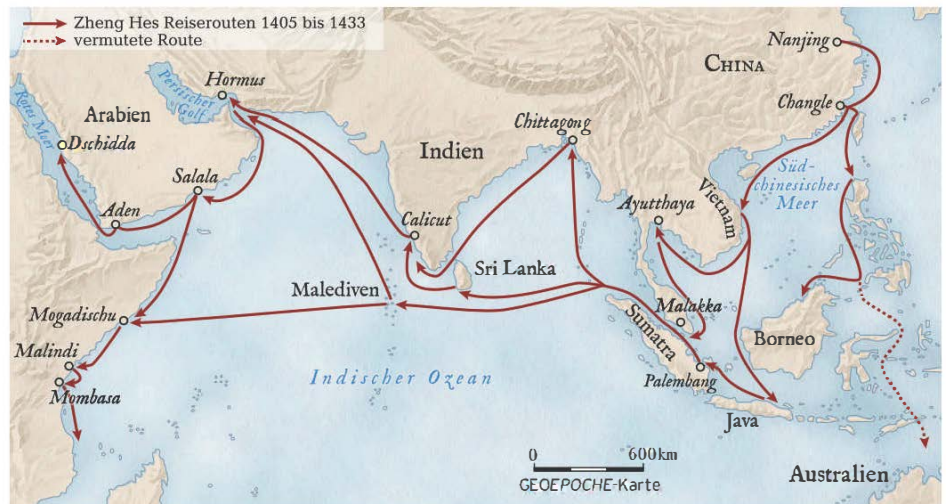 Zheng Hes Reiserouten 1405 bis 1433
vermutete Route
Nanjing
CHINA
Hormus
Persischer
Golf
Changle
Rotes Meer
Arabien
Chittagong
Dschidda
Indien
Süd-
chinesisches
Meer
Salala
Vietnam
Ayutthaya
Aden
Calicut
Sri Lanka
Malediven
Malakka
Mogadischu
Sumatra
Borneo
Malindi
Indischer Ozean
Palembang
Mombasa
Java
0 600km
GEOEPOCHE-Karte
Australien